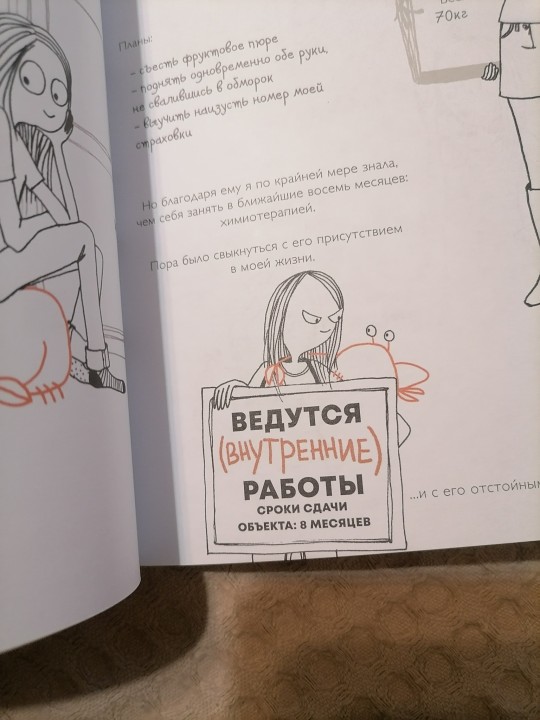 70кг
Планы:
- съесть фруктовое пюре
- поднять одновременно обе руки,
не свалившись в обморок
- выучить наизусть номер моей
страховки
Но благодаря ему я по крайней мере знала,
чем себя занять в ближайшие восемь месяцев:
химиотерапией.
Пора было свыкнуться с его присутствием
в моей жизни.
ВЕДУТСЯ
(ВНУТРЕННИЕ)
РАБОТЫ
СРОКИ СДАЧИ
ОБЪЕКТА: 8 МЕСЯЦЕВ
...и с его отстойным